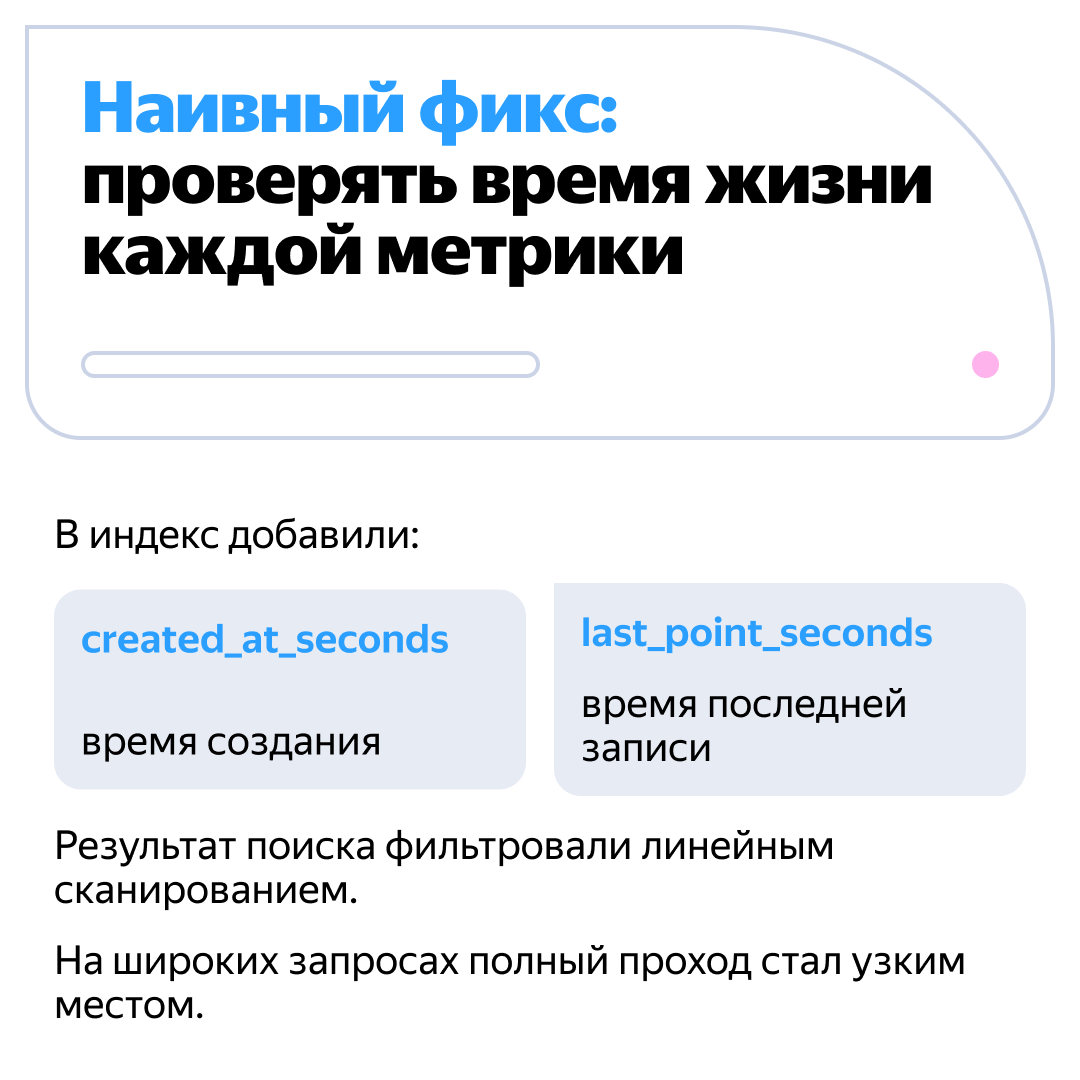 Наивный фикс:
проверять время жизни
каждой метрики
В индекс добавили:
created_at_seconds
время создания
last_point_seconds
время последней
записи
Результат поиска фильтровали линейным
сканированием.
На широких запросах полный проход стал узким
местом.